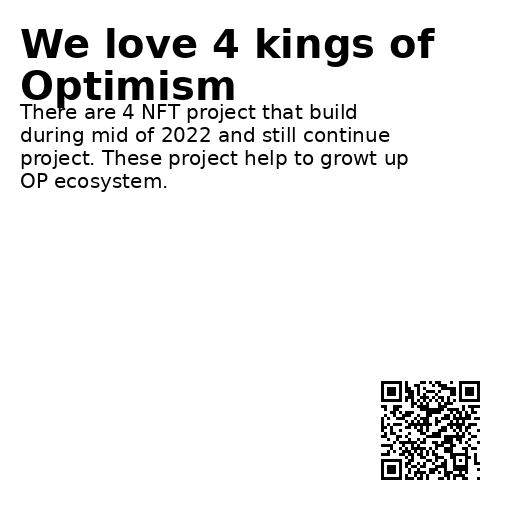 We love 4 kings of
Optimism
There are 4 NFT project that build
during mid of 2022 and still continue
project. These project help to growt up
OP ecosystem.